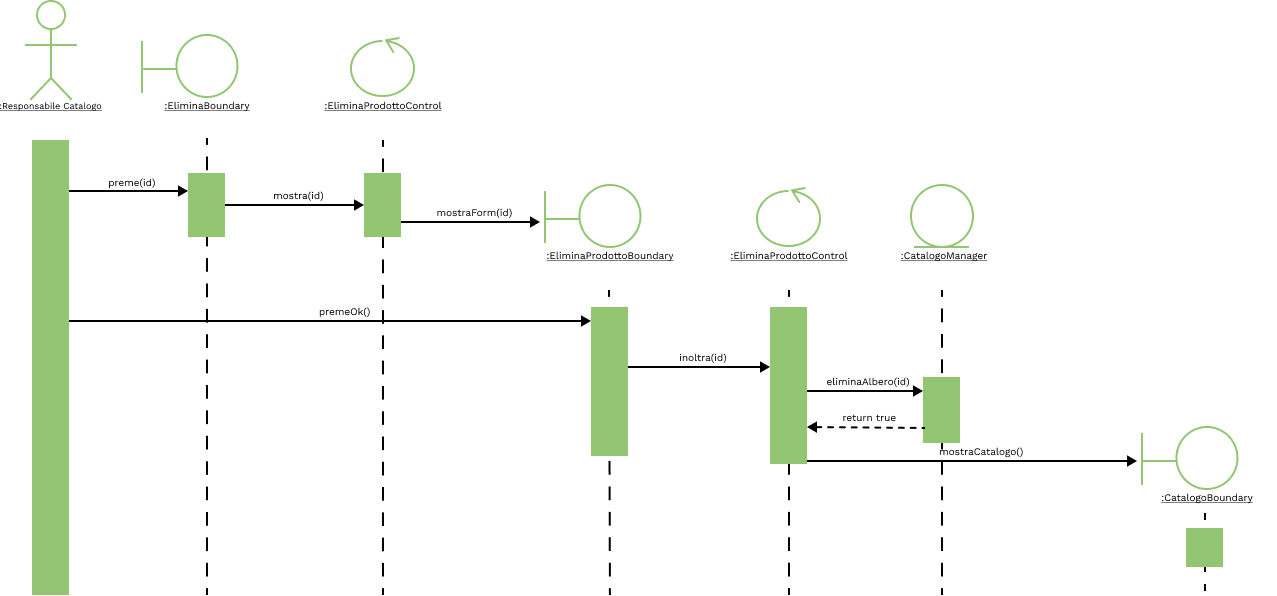 :Responsabile Catalogo
:EliminaBoundary
:EliminaProdottoControl
preme(id)
mostra(id)
mostraForm(id)
:EliminaProdottoBoundary
:EliminaProdottoControl
:CatalogoManager
premeOk()
inoltra(id)
eliminaAlbero(id)
return true
mostraCatalogo()
:CatalogoBoundary